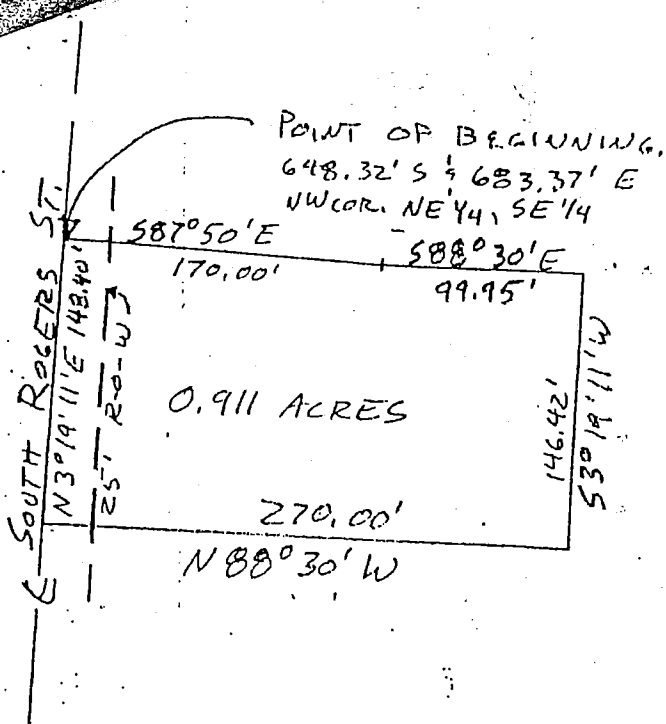 POINT OF BEGINNING.
648.32' S & 683.37' E
NW COR. NE 1/4, SE 1/4
S87°50'E
170.00'
S88°30'E
99.95'
℄ SOUTH ROGERS ST.
N3°19'11"E 148.40'
25' R-O-W
0.911 ACRES
146.42'
S3°19'11"W
270.00'
N88°30'W